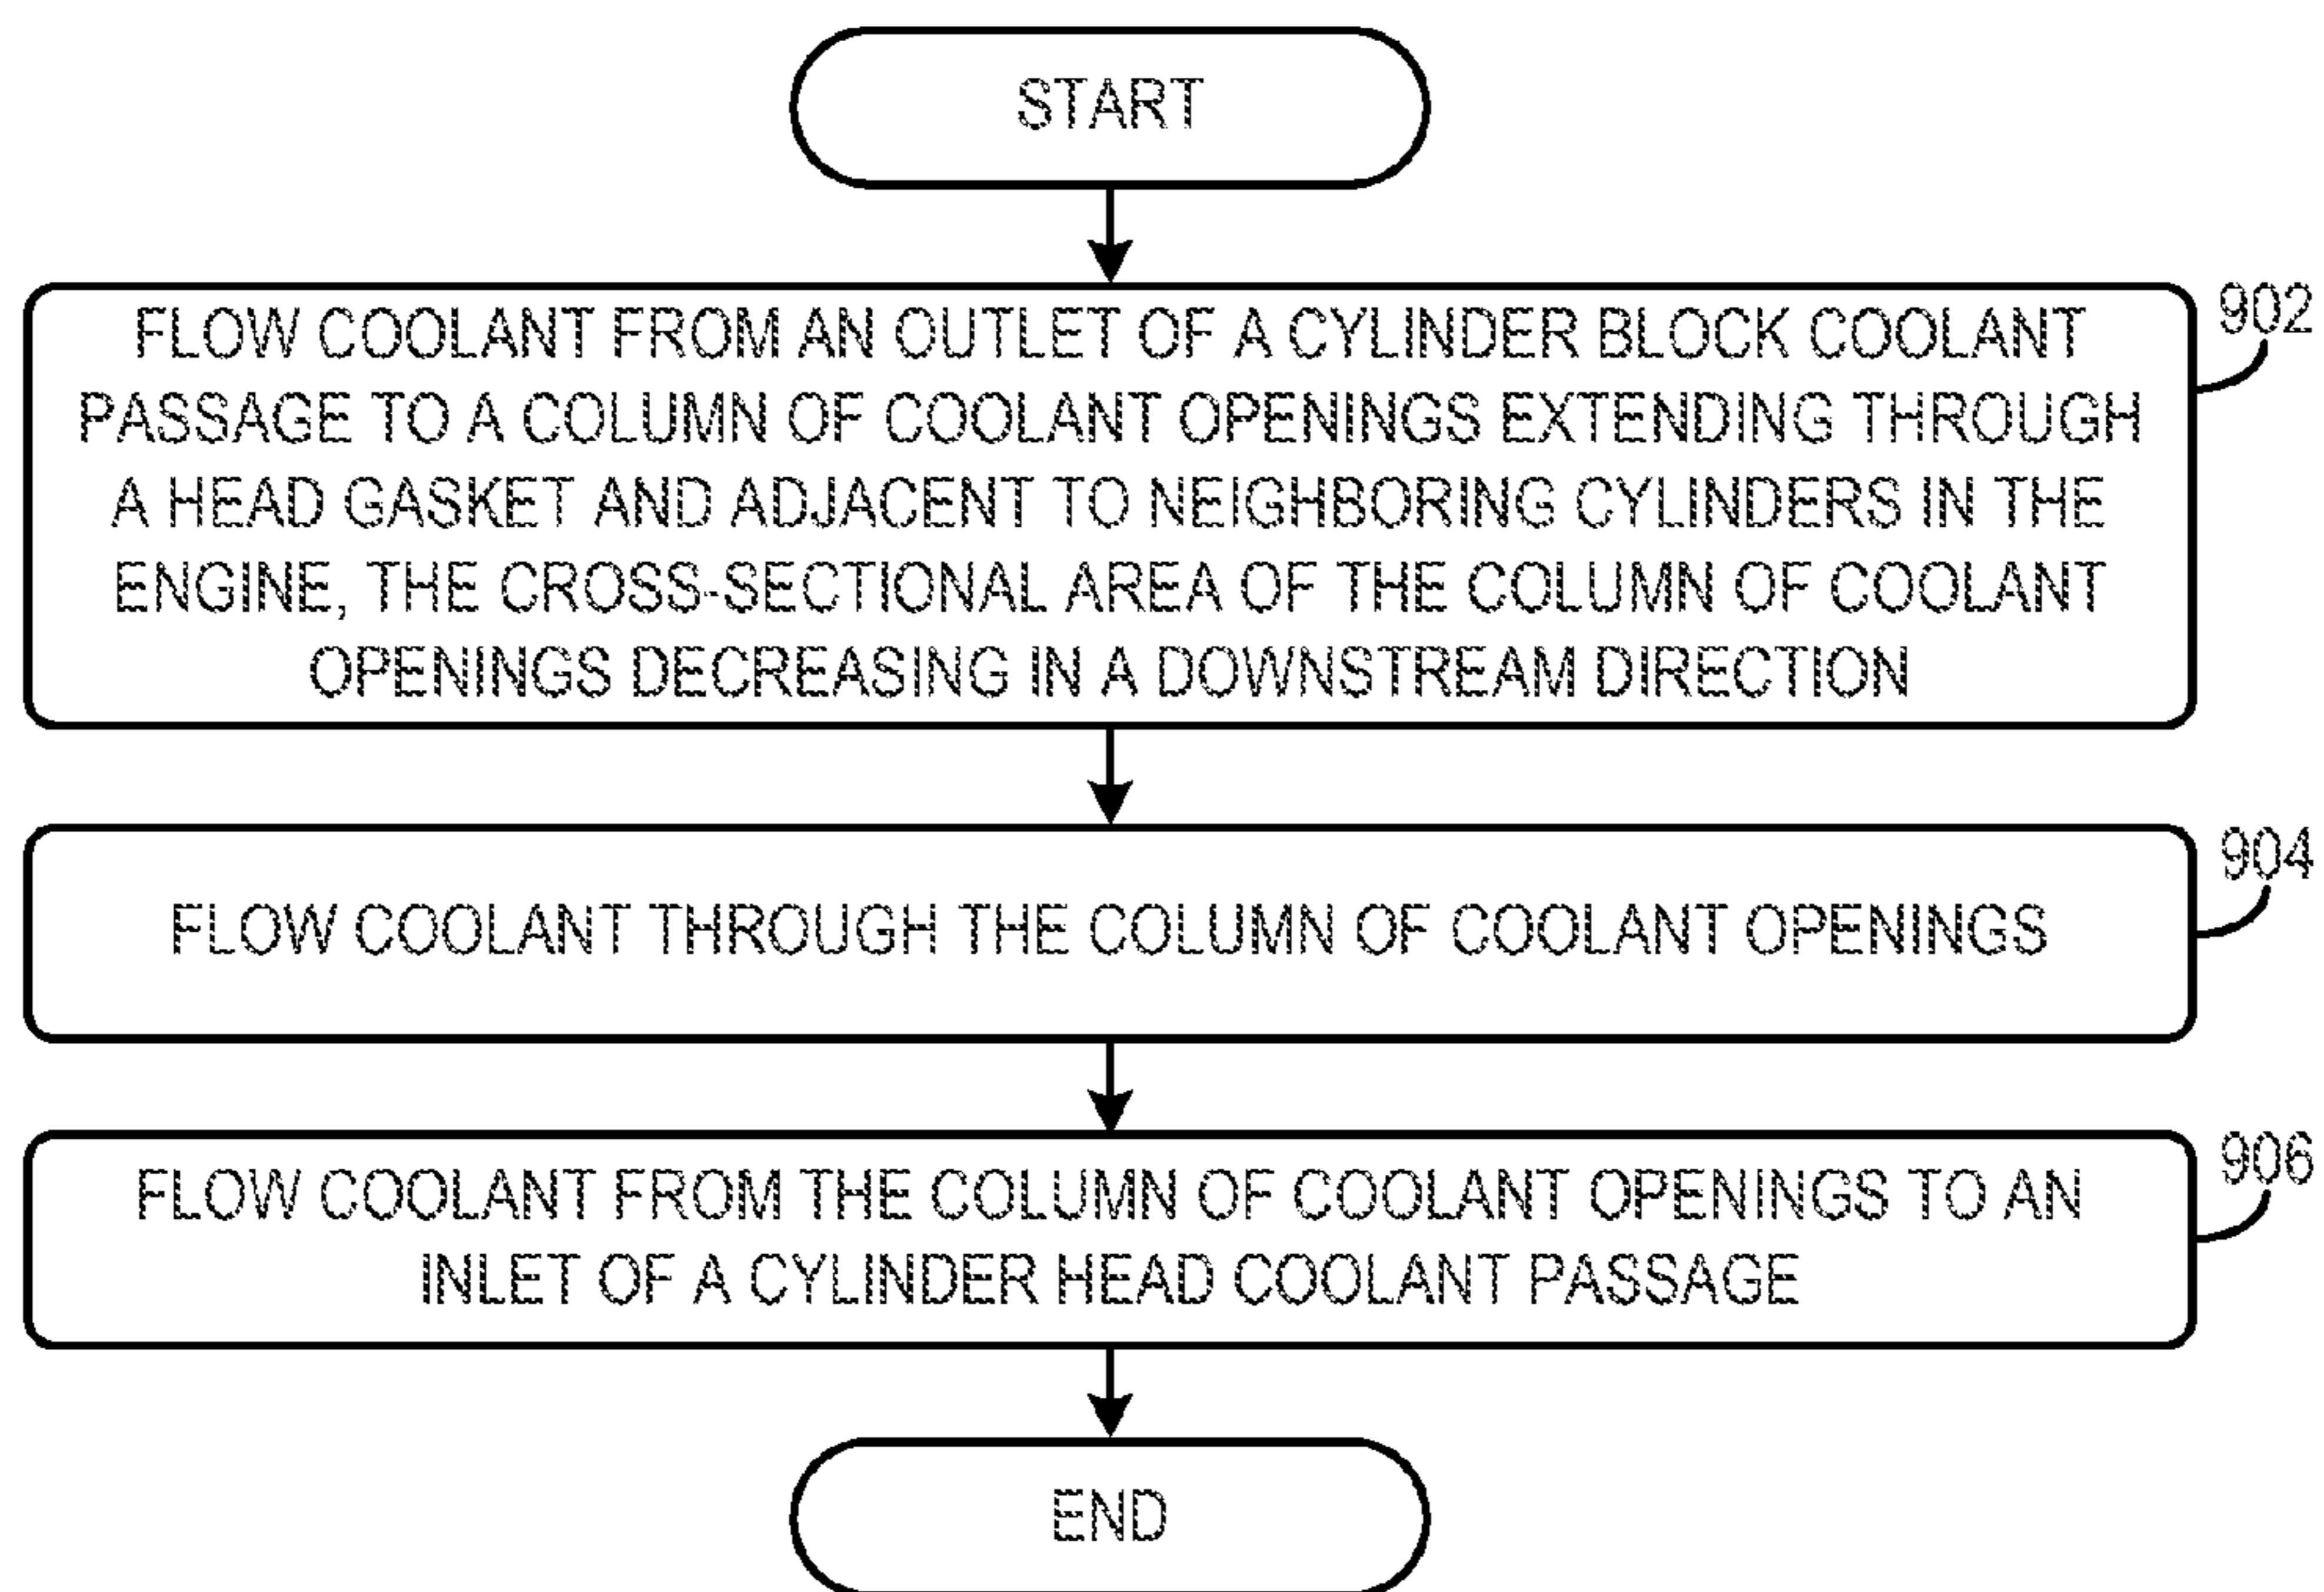 START
FLOW COOLANT FROM AN OUTLET OF A CYLINDER BLOCK COOLANT
PASSAGE TO A COLUMN OF COOLANT OPENINGS EXTENDING THROUGH
A HEAD GASKET AND ADJACENT TO NEIGHBORING CYLINDERS IN THE
ENGINE, THE CROSS-SECTIONAL AREA OF THE COLUMN OF COOLANT
OPENINGS DECREASING IN A DOWNSTREAM DIRECTION
902
FLOW COOLANT THROUGH THE COLUMN OF COOLANT OPENINGS
904
FLOW COOLANT FROM THE COLUMN OF COOLANT OPENINGS TO AN
INLET OF A CYLINDER HEAD COOLANT PASSAGE
906
END